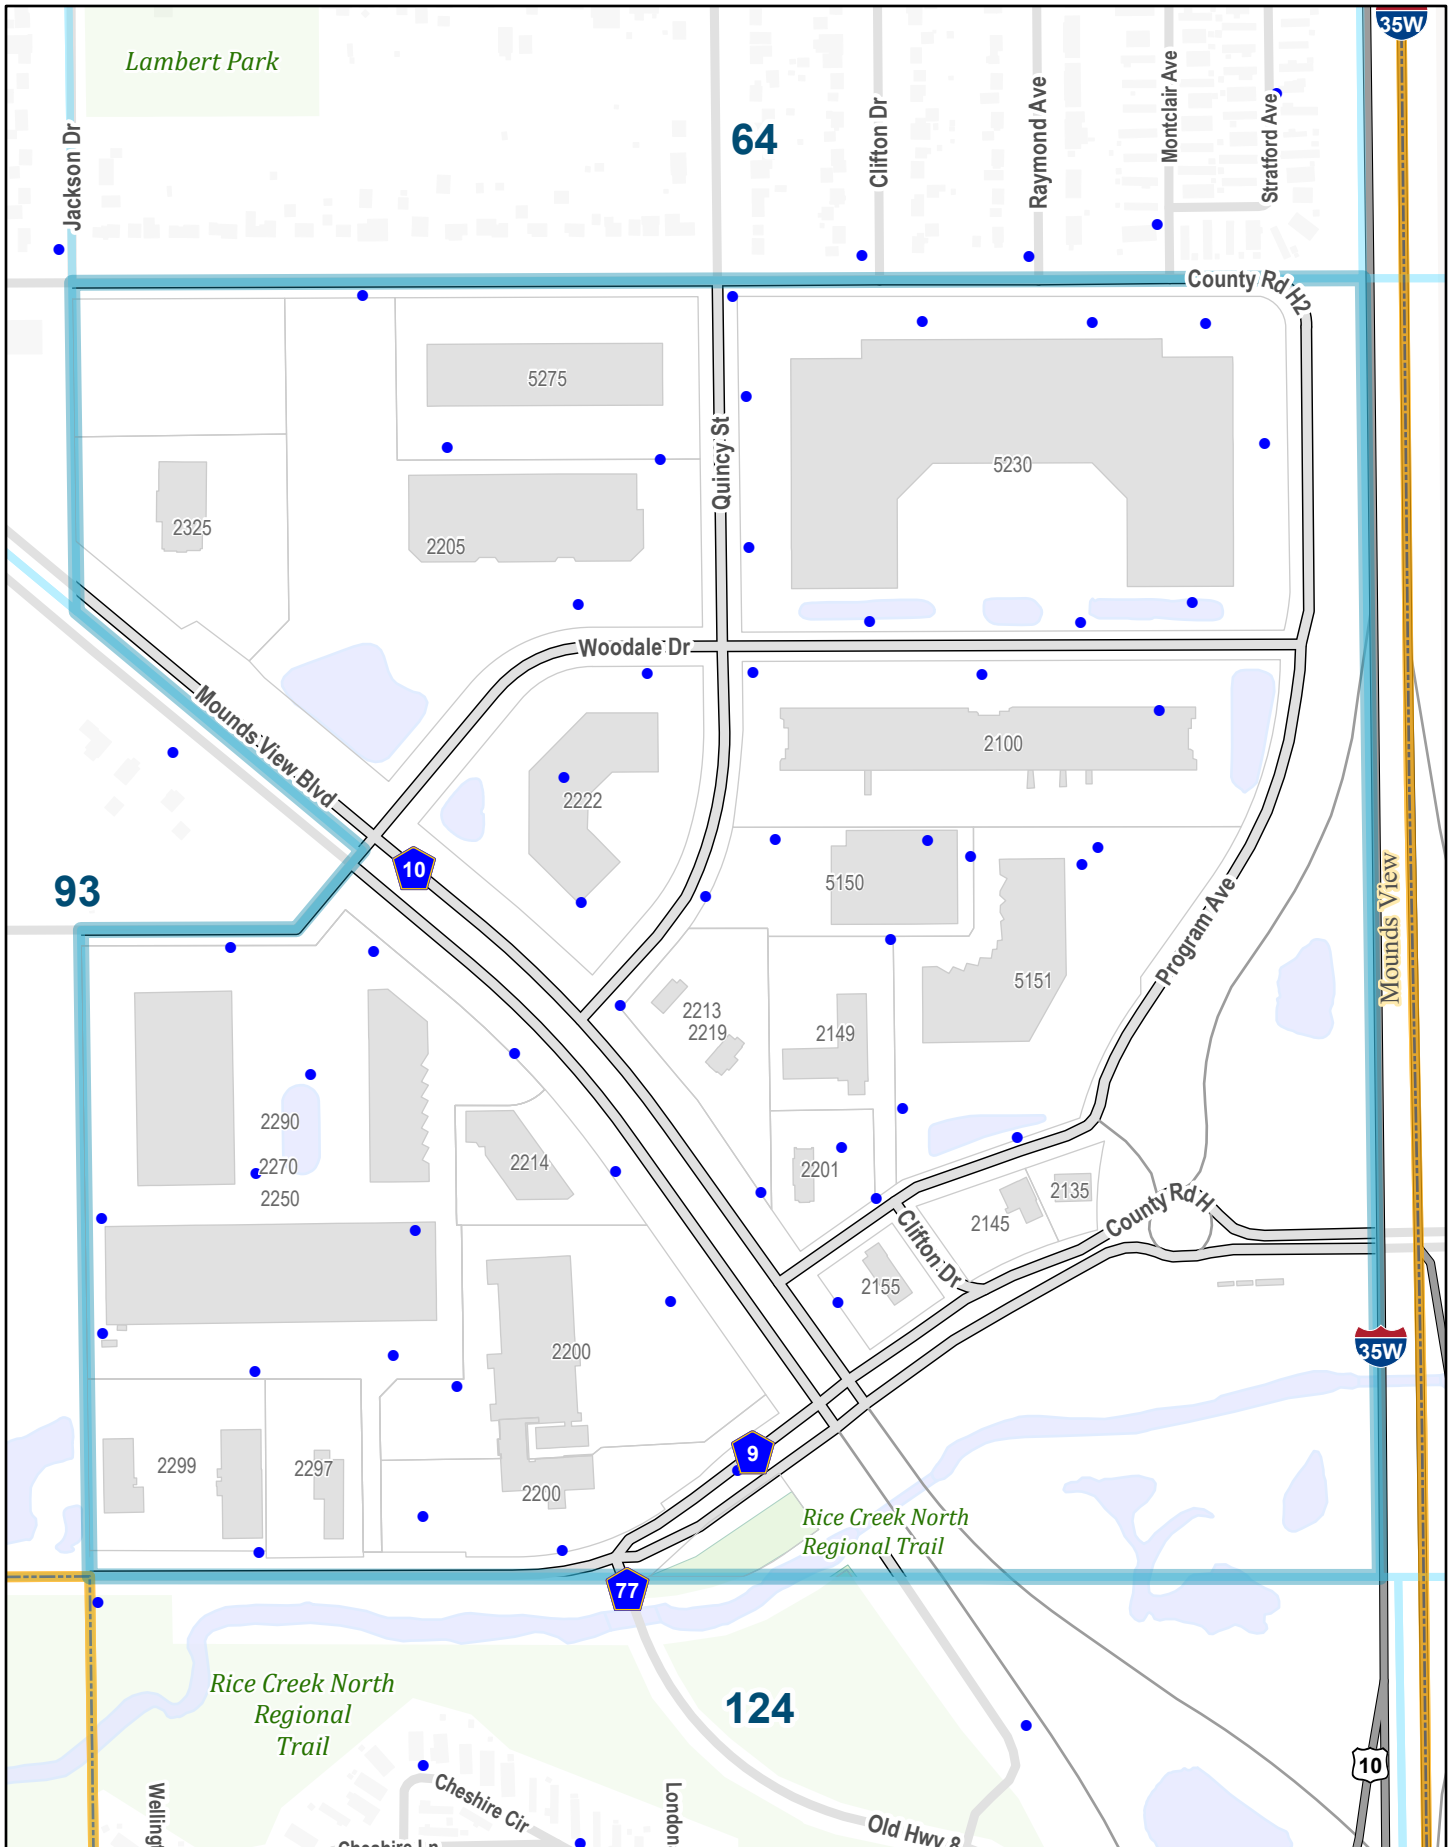 35W
Lambert Park
64
Jackson Dr
Clifton Dr
Raymond Ave
Montclair Ave
Stratford Ave
County Rd H2
5275
Quincy St
5230
2325
2205
Woodale Dr
Mounds View Blvd
2100
2222
10
5150
93
Mounds View
Program Ave
5151
2213
2219
2149
2290
2270
2250
2214
2201
2135
2145
County Rd H
Clifton Dr
2155
35W
2200
9
2299
2297
2200
Rice Creek North
Regional Trail
77
Rice Creek North
Regional
Trail
124
10
Cheshire Cir
London
Old Hwy 8